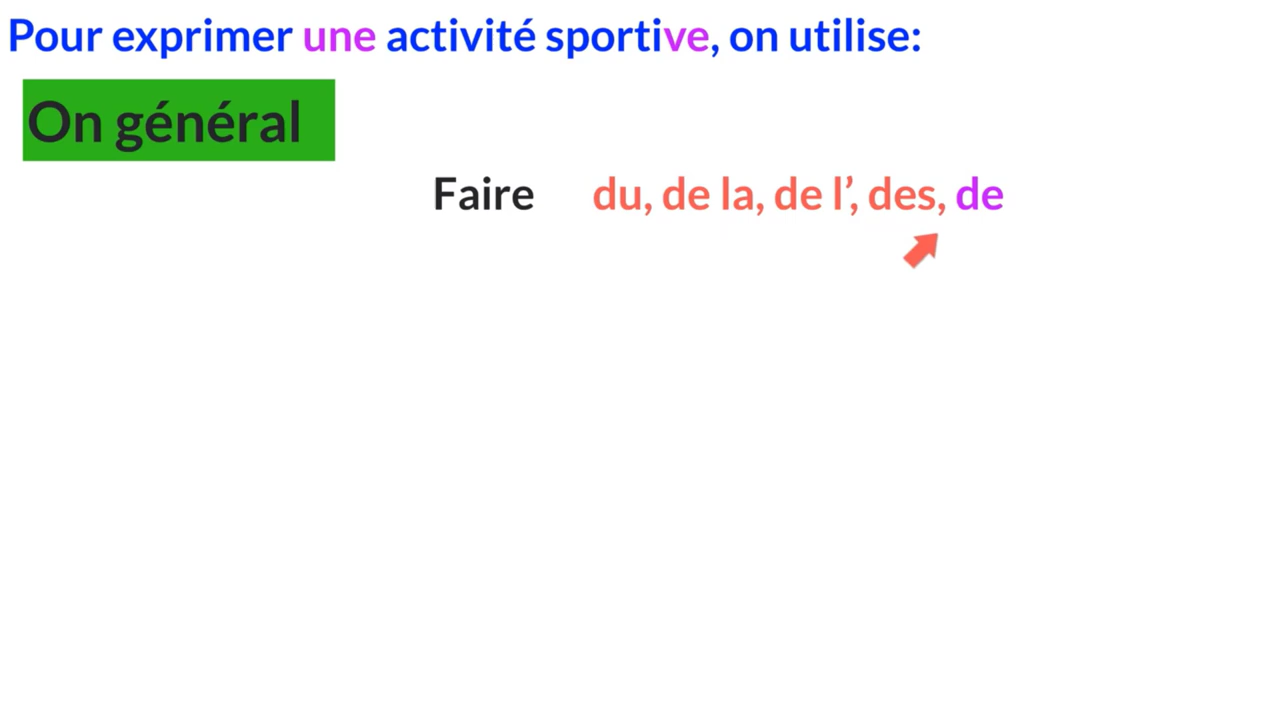 Pour exprimer une activité sportive, on utilise:
On général
Faire du, de la, de l’, des, de